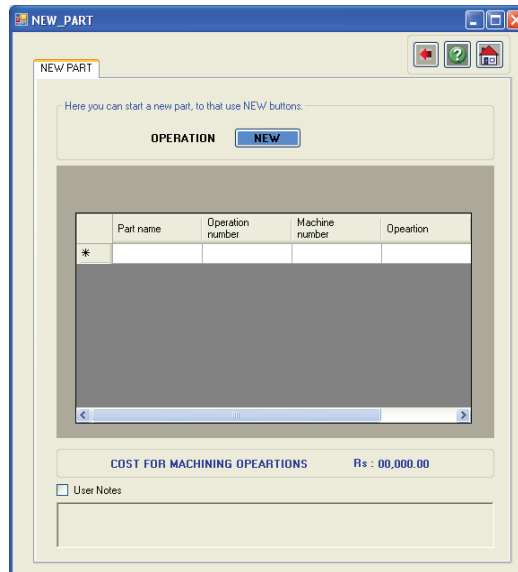 NEW_PART
NEW PART
Here you can start a new part, to that use NEW buttons.
OPERATION NEW
Part name Operation number Machine number Opeartion
*
COST FOR MACHINING OPEARTIONS Rs : 00,000.00
User Notes